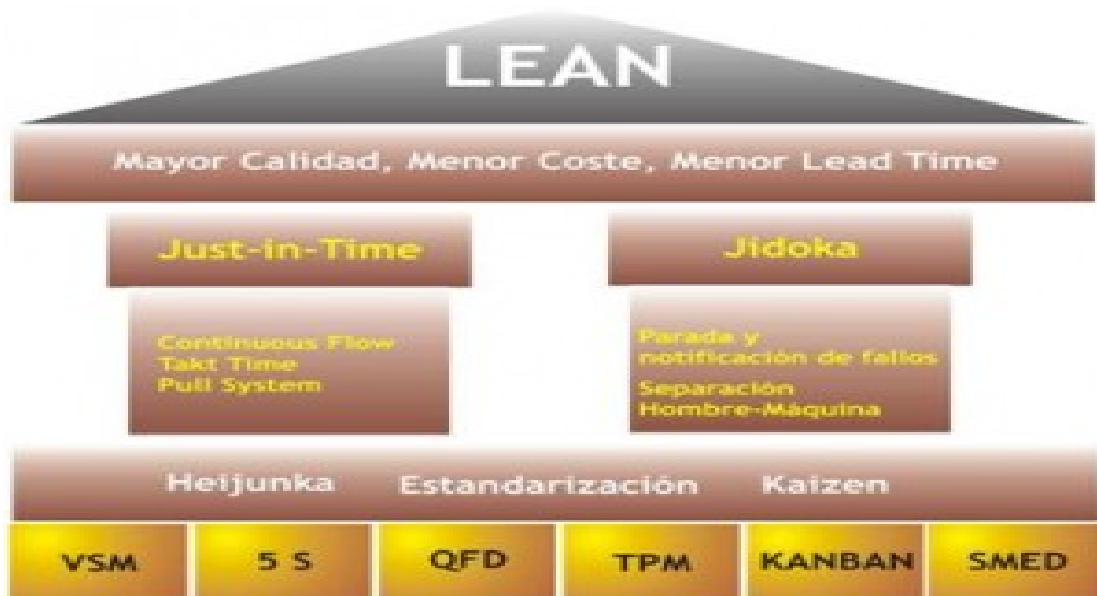 LEAN
Mayor Calidad, Menor Coste, Menor Lead Time
Just-in-Time
Jidoka
Continuous Flow
Takt Time
Pull System
Parada y
notificación de fallos
Separación
Hombre-Máquina
Heijunka Estandarización Kaizen
VSM 5 S QFD TPM KANBAN SMED